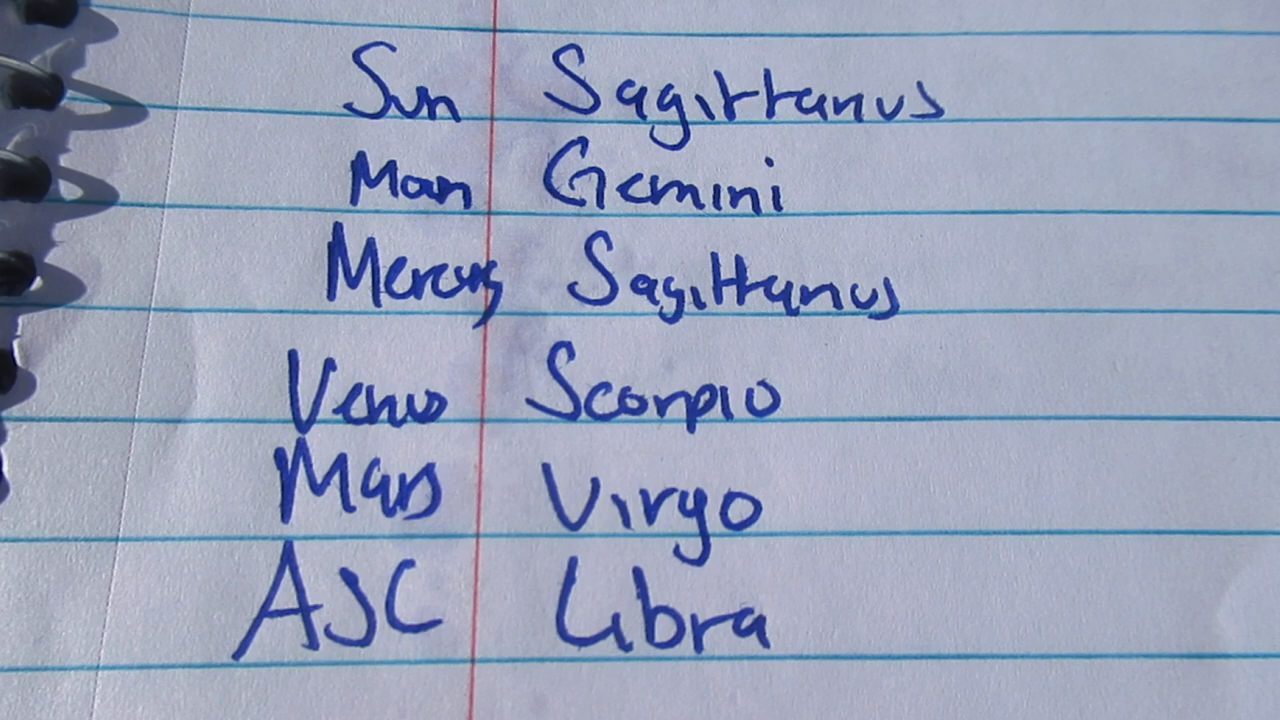 Sun Sagittarius
Moon Gemini
Mercury Sagittarius
Venus Scorpio
Mars Virgo
ASC Libra